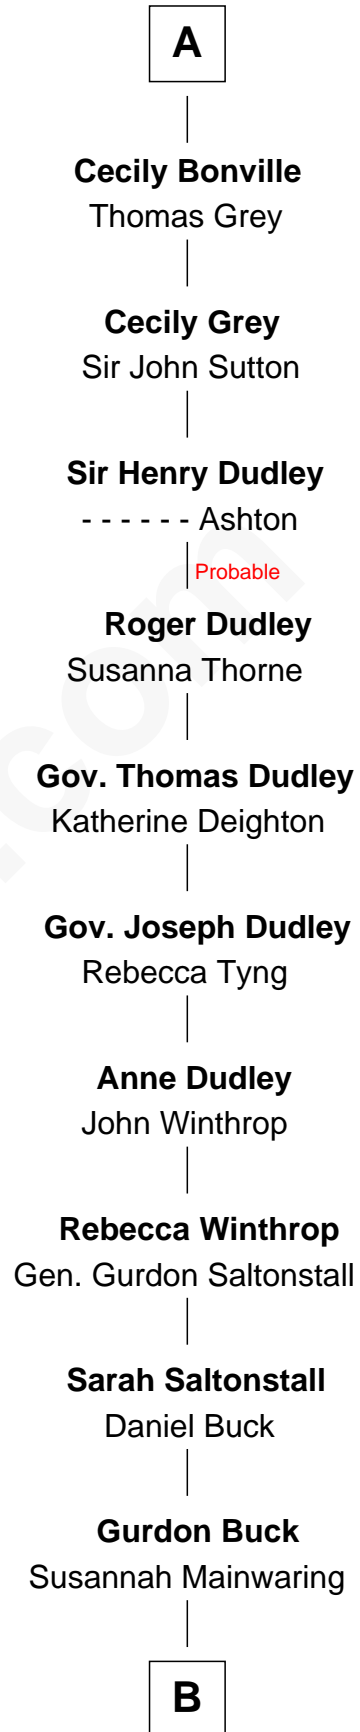 A
Cecily Bonville
Thomas Grey
Cecily Grey
Sir John Sutton
Sir Henry Dudley
- - - - - - Ashton
Probable
Roger Dudley
Susanna Thorne
Gov. Thomas Dudley
Katherine Deighton
Gov. Joseph Dudley
Rebecca Tyng
Anne Dudley
John Winthrop
Rebecca Winthrop
Gen. Gurdon Saltonstall
Sarah Saltonstall
Daniel Buck
Gurdon Buck
Susannah Mainwaring
B
.com